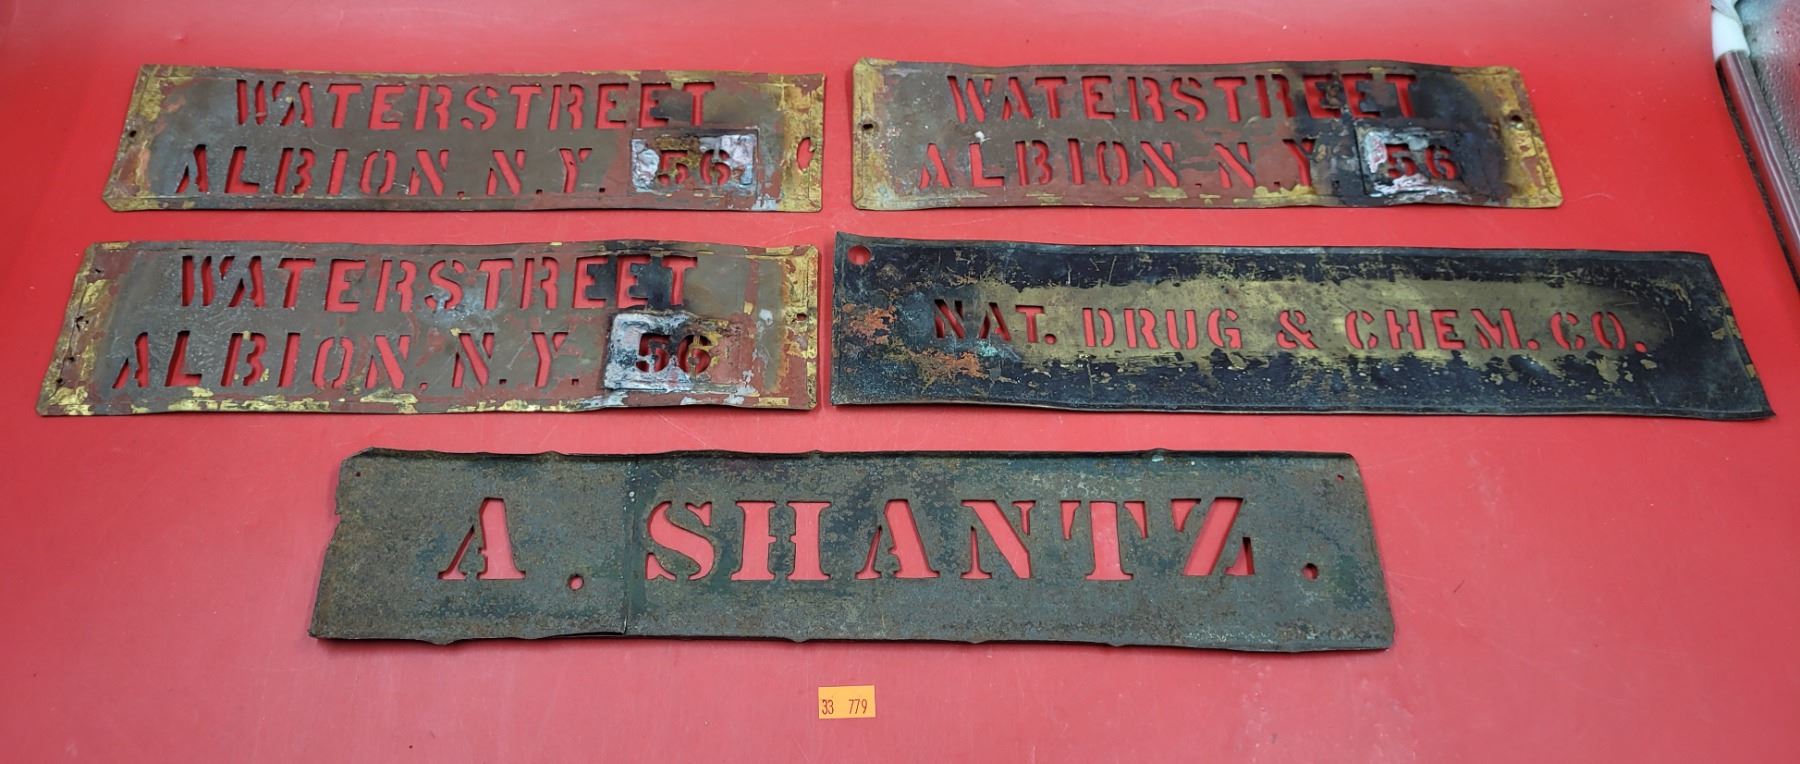 WATERSTREET
ALBION. N.Y. 56
WATERSTREET
ALBION. N.Y. 56
WATERSTREET
ALBION. N.Y. 56
NAT. DRUG & CHEM. CO.
A. SHANTZ.
33 779